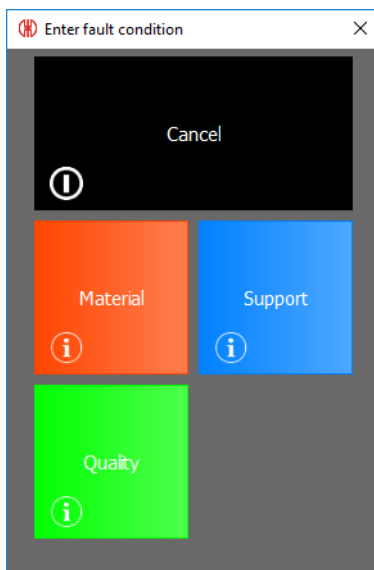 Enter fault condition
Cancel
Material
Support
Quality